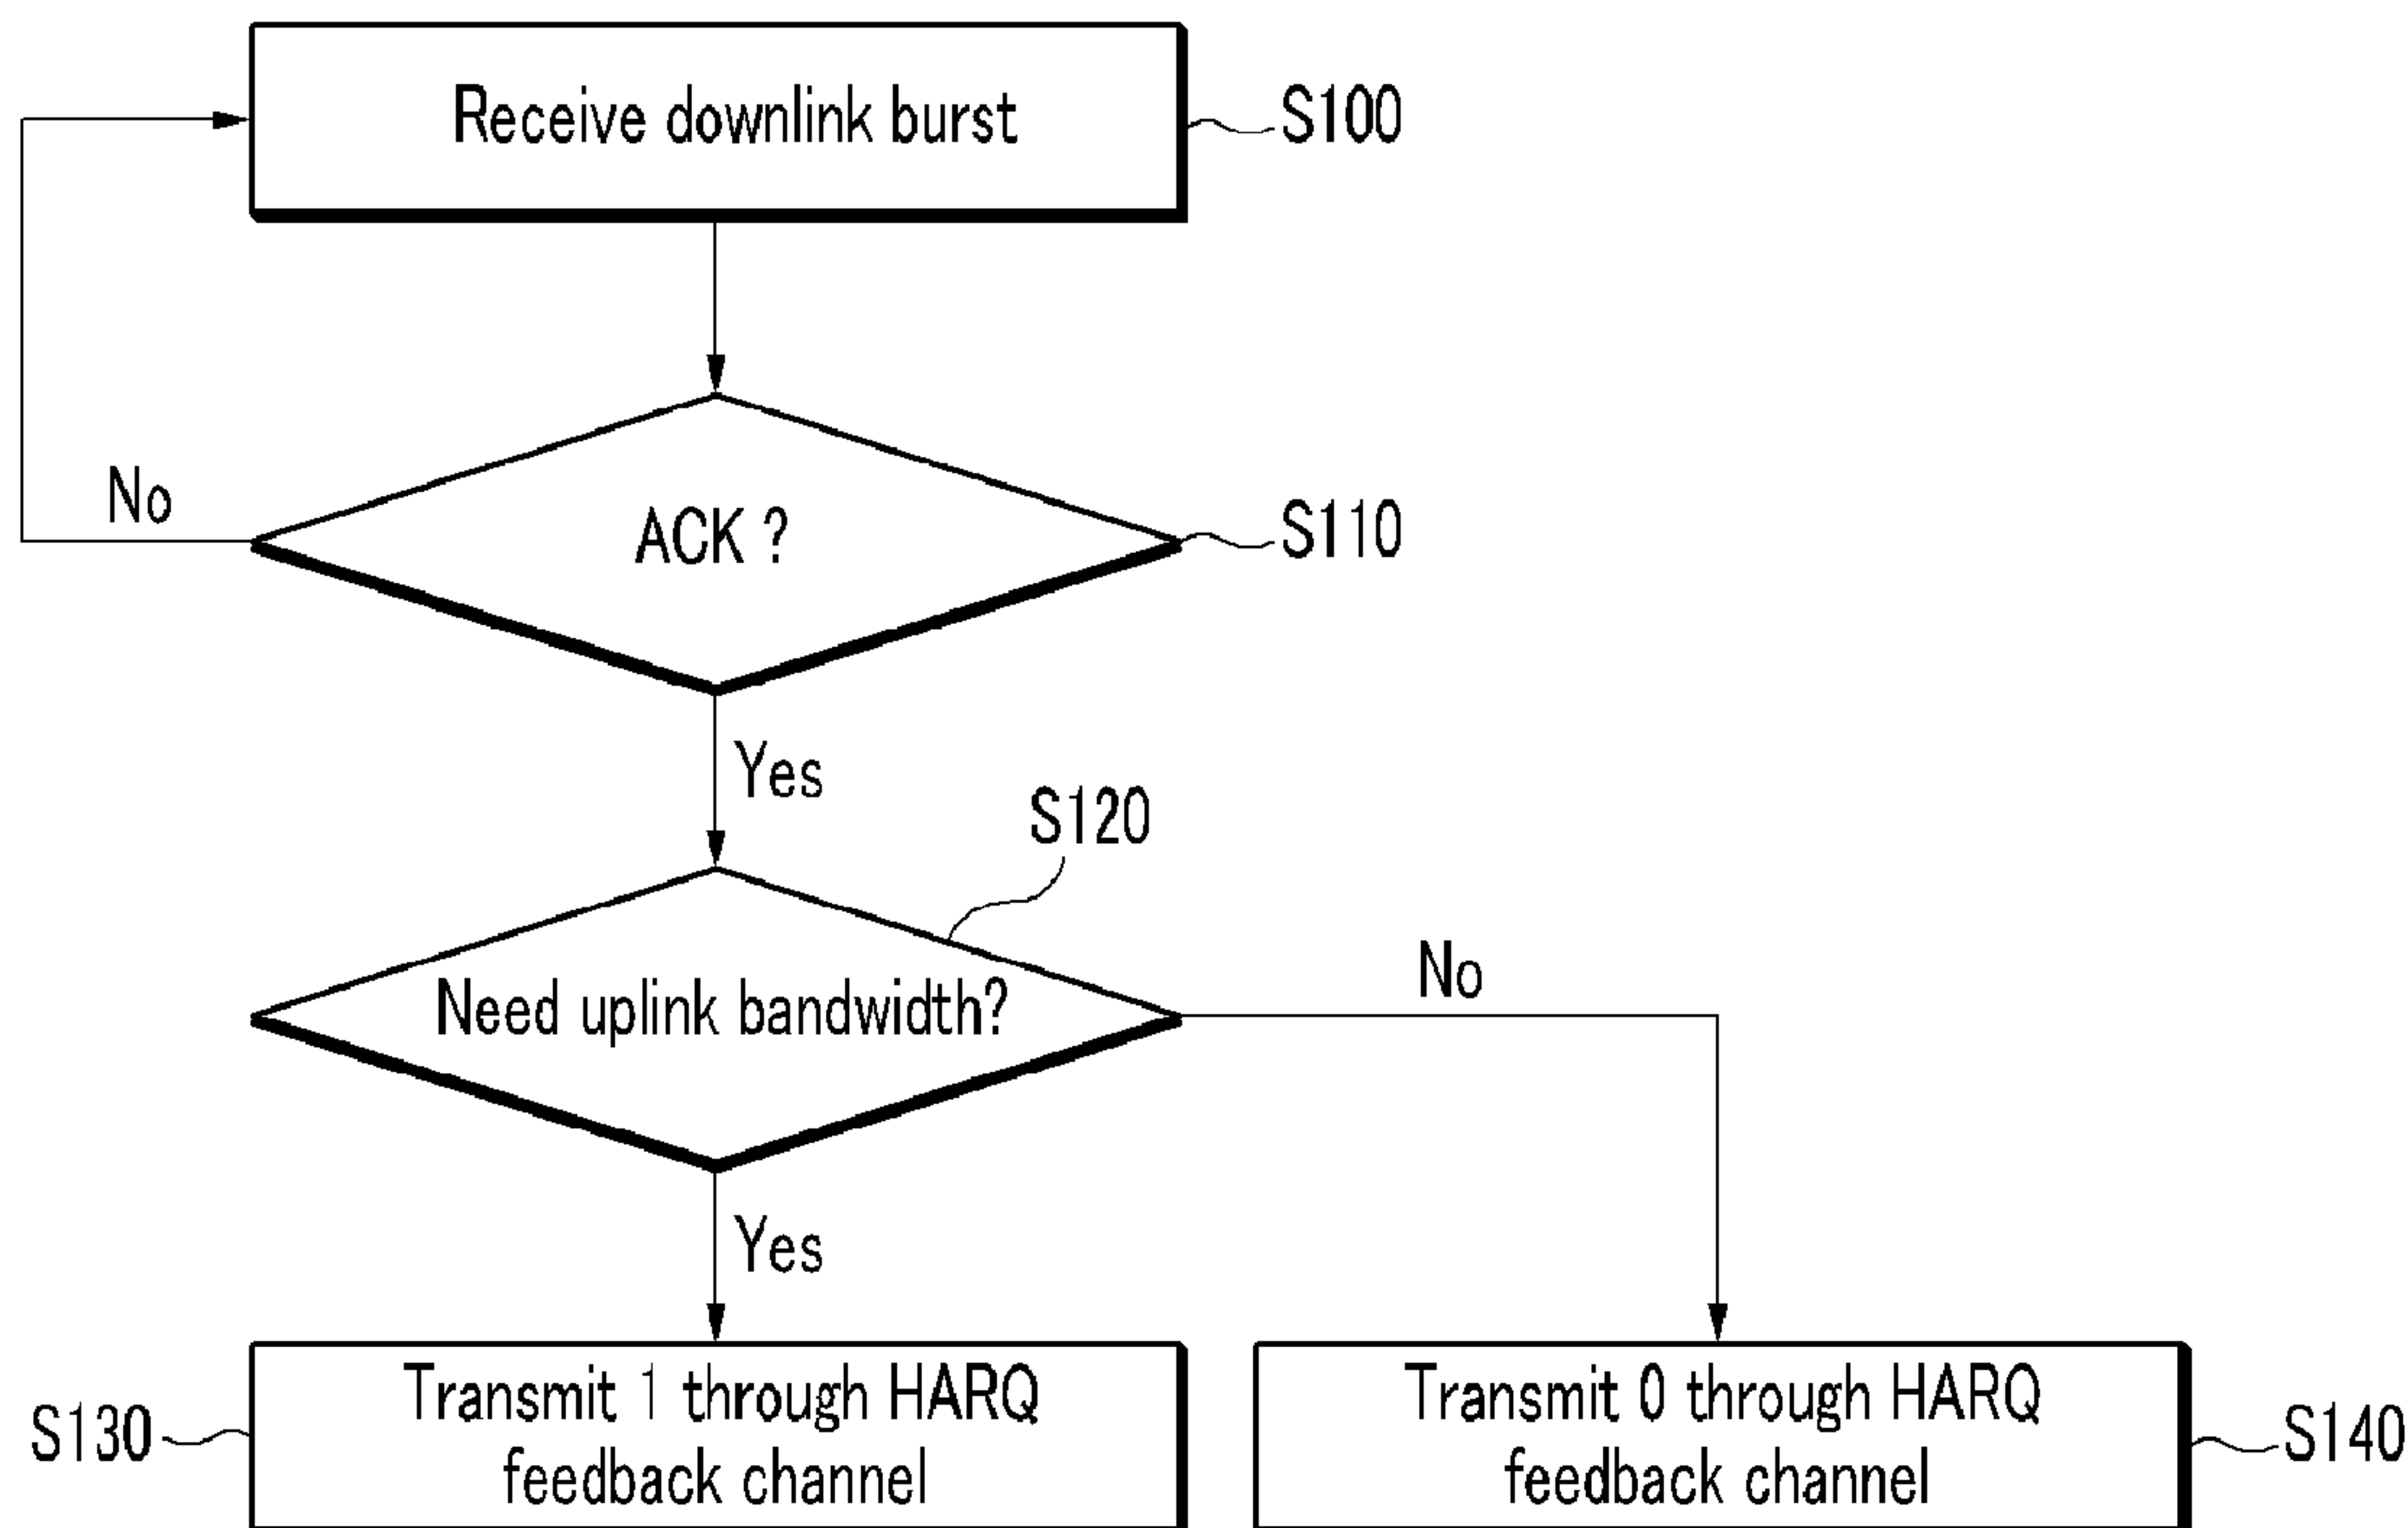 Receive downlink burst
S100
No
ACK ?
S110
Yes
S120
Need uplink bandwidth?
No
Yes
S130
Transmit 1 through HARQ
feedback channel
Transmit 0 through HARQ
feedback channel
S140